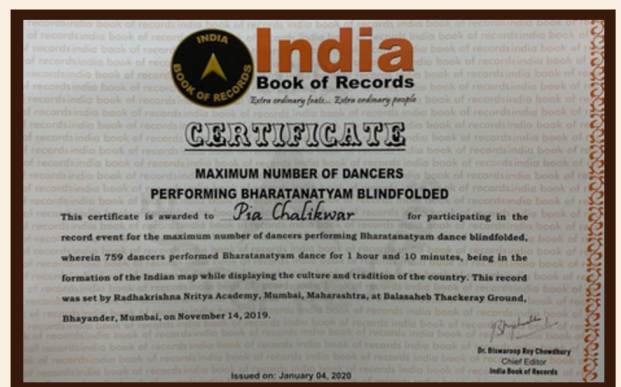 INDIA
BOOK OF RECORDS
India
Book of Records
Extra ordinary feats... Extra ordinary people
CERTIFICATE
MAXIMUM NUMBER OF DANCERS
PERFORMING BHARATANATYAM BLINDFOLDED
This certificate is awarded to Pia Chalikwar for participating in the
record event for the maximum number of dancers performing Bharatanatyam dance blindfolded,
wherein 759 dancers performed Bharatanatyam dance for 1 hour and 10 minutes, being in the
formation of the Indian map while displaying the culture and tradition of the country. This record
was set by Radhakrishna Nritya Academy, Mumbai, Maharashtra, at Balasaheb Thackeray Ground,
Bhayander, Mumbai, on November 14, 2019.
Dr. Biswaroop Roy Chowdhury
Chief Editor
India Book of Records
Issued on: January 04, 2020